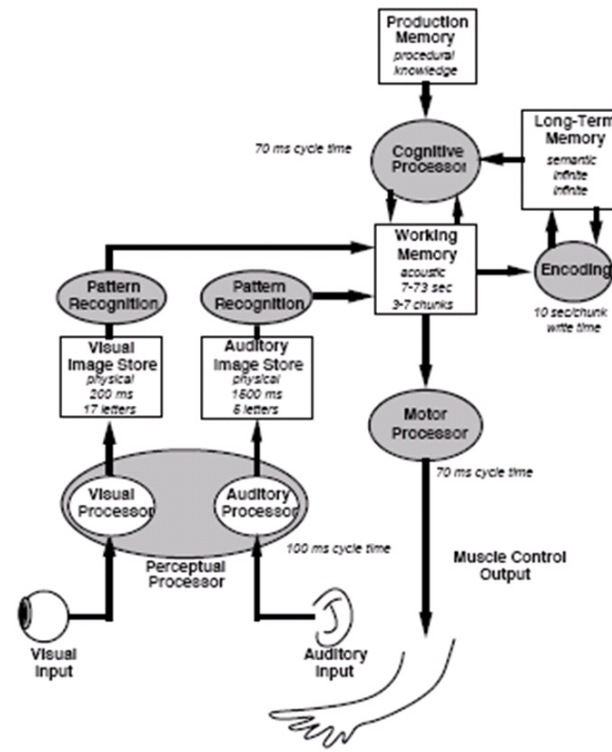 Production
Memory
procedural
knowledge
70 ms cycle time
Cognitive
Processor
Long-Term
Memory
semantic
infinite
infinite
Working
Memory
acoustic
7-73 sec
3-7 chunks
Encoding
10 sec/chunk
write time
Pattern
Recognition
Pattern
Recognition
Visual
Image Store
physical
200 ms
17 letters
Auditory
Image Store
physical
1500 ms
5 letters
Motor
Processor
70 ms cycle time
Visual
Processor
Auditory
Processor
100 ms cycle time
Perceptual
Processor
Muscle Control
Output
Visual
Input
Auditory
Input